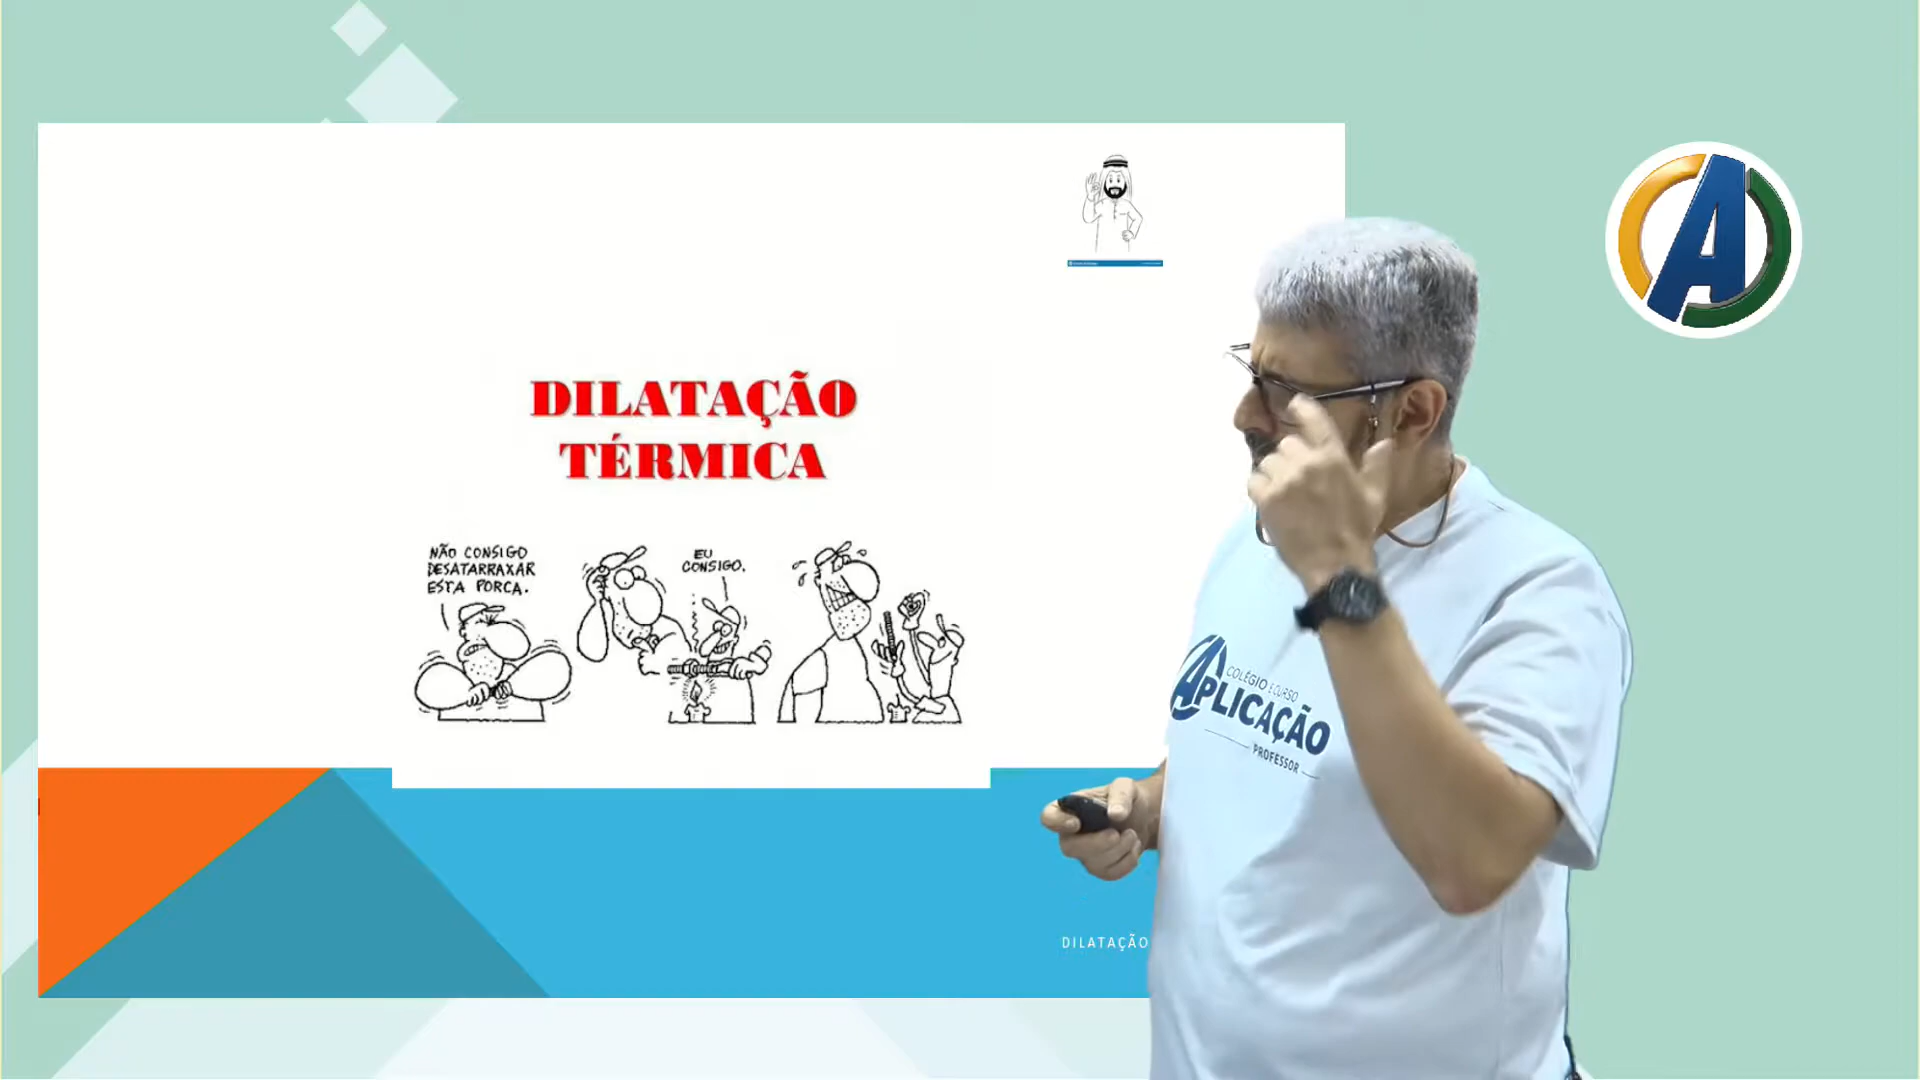 DILATAÇÃO
TÉRMICA
NÃO CONSIGO
DESATARRAXAR
ESTA PORCA.
EU
CONSIGO.
A
COLÉGIO E CURSO
APLICAÇÃO
PROFESSOR
DILATAÇÃO